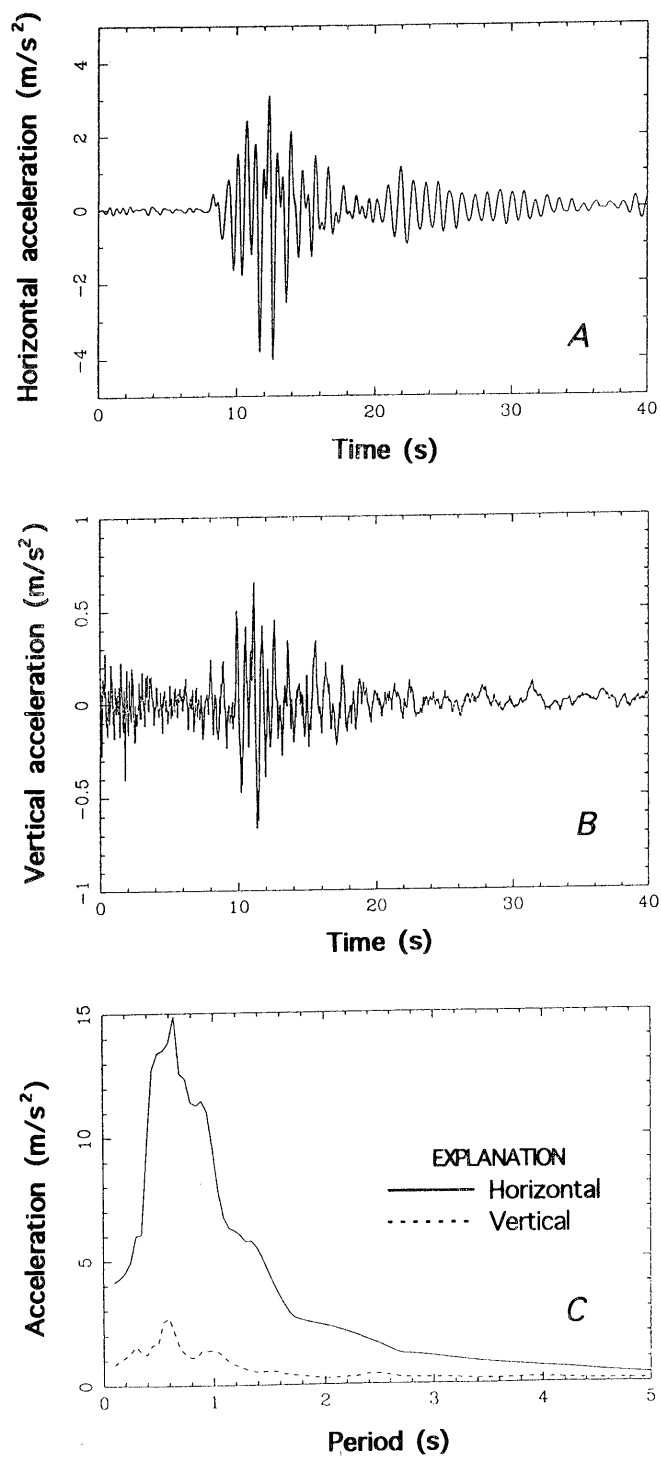 Horizontal acceleration (m/s²)
4
2
0
−2
−4
A
0
10
20
30
40
Time (s)
Vertical acceleration (m/s²)
1
0.5
0
−0.5
−1
B
0
10
20
30
40
Time (s)
Acceleration (m/s²)
15
10
5
0
EXPLANATION
Horizontal
Vertical
C
0
1
2
3
4
5
Period (s)